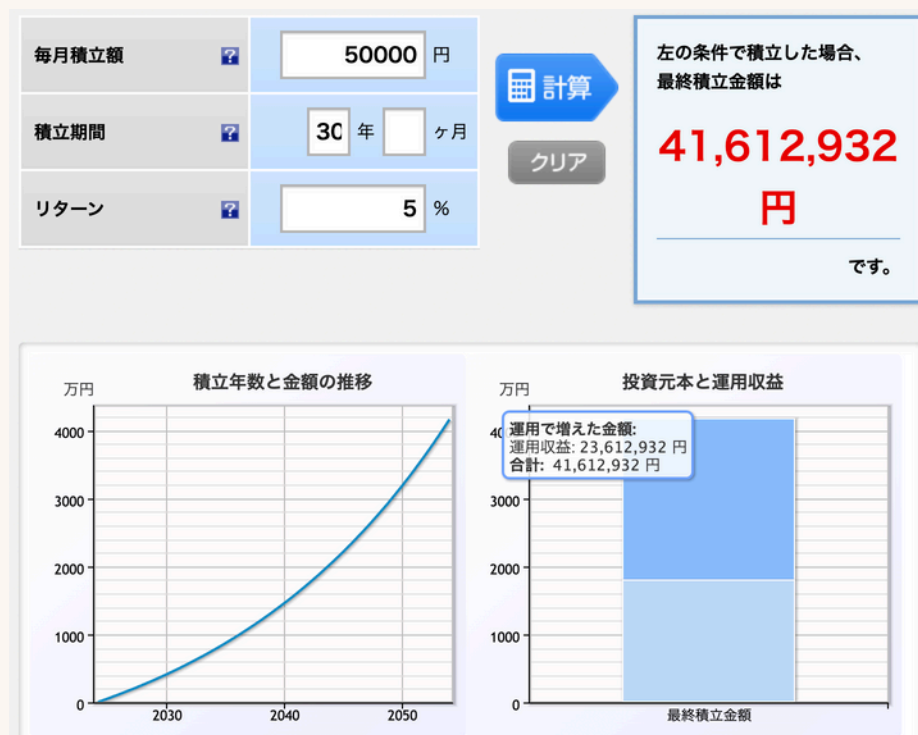 毎月積立額 ? 50000 円
積立期間 ? 30 年 ヶ月
リターン ? 5 %
計算
クリア
左の条件で積立した場合、
最終積立金額は
41,612,932
円
です。
積立年数と金額の推移
万円
4000
3000
2000
1000
0
2030 2040 2050
投資元本と運用収益
万円
40
運用で増えた金額:
運用収益: 23,612,932 円
合計: 41,612,932 円
3000
2000
1000
0
最終積立金額